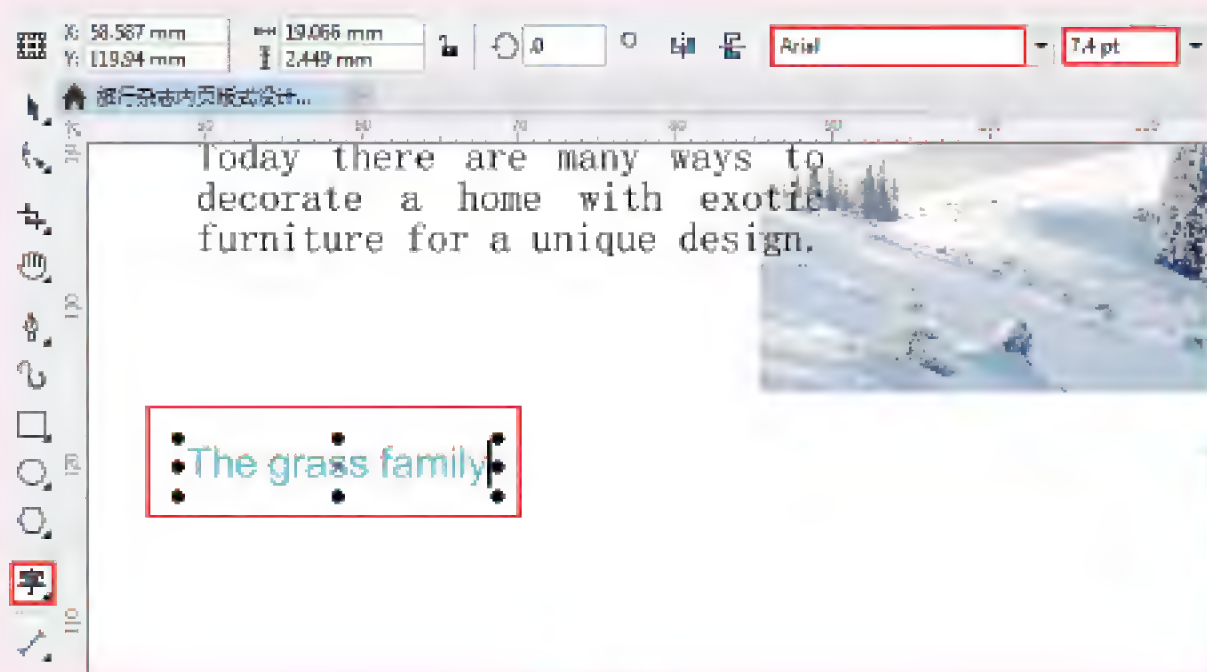 X: 58.587 mm 19.066 mm .0 Arial 7.4 pt
Y: 119.94 mm 2.449 mm
旅行杂志内页版式设计...
Today there are many ways to
decorate a home with exotic
furniture for a unique design.
The grass family
字